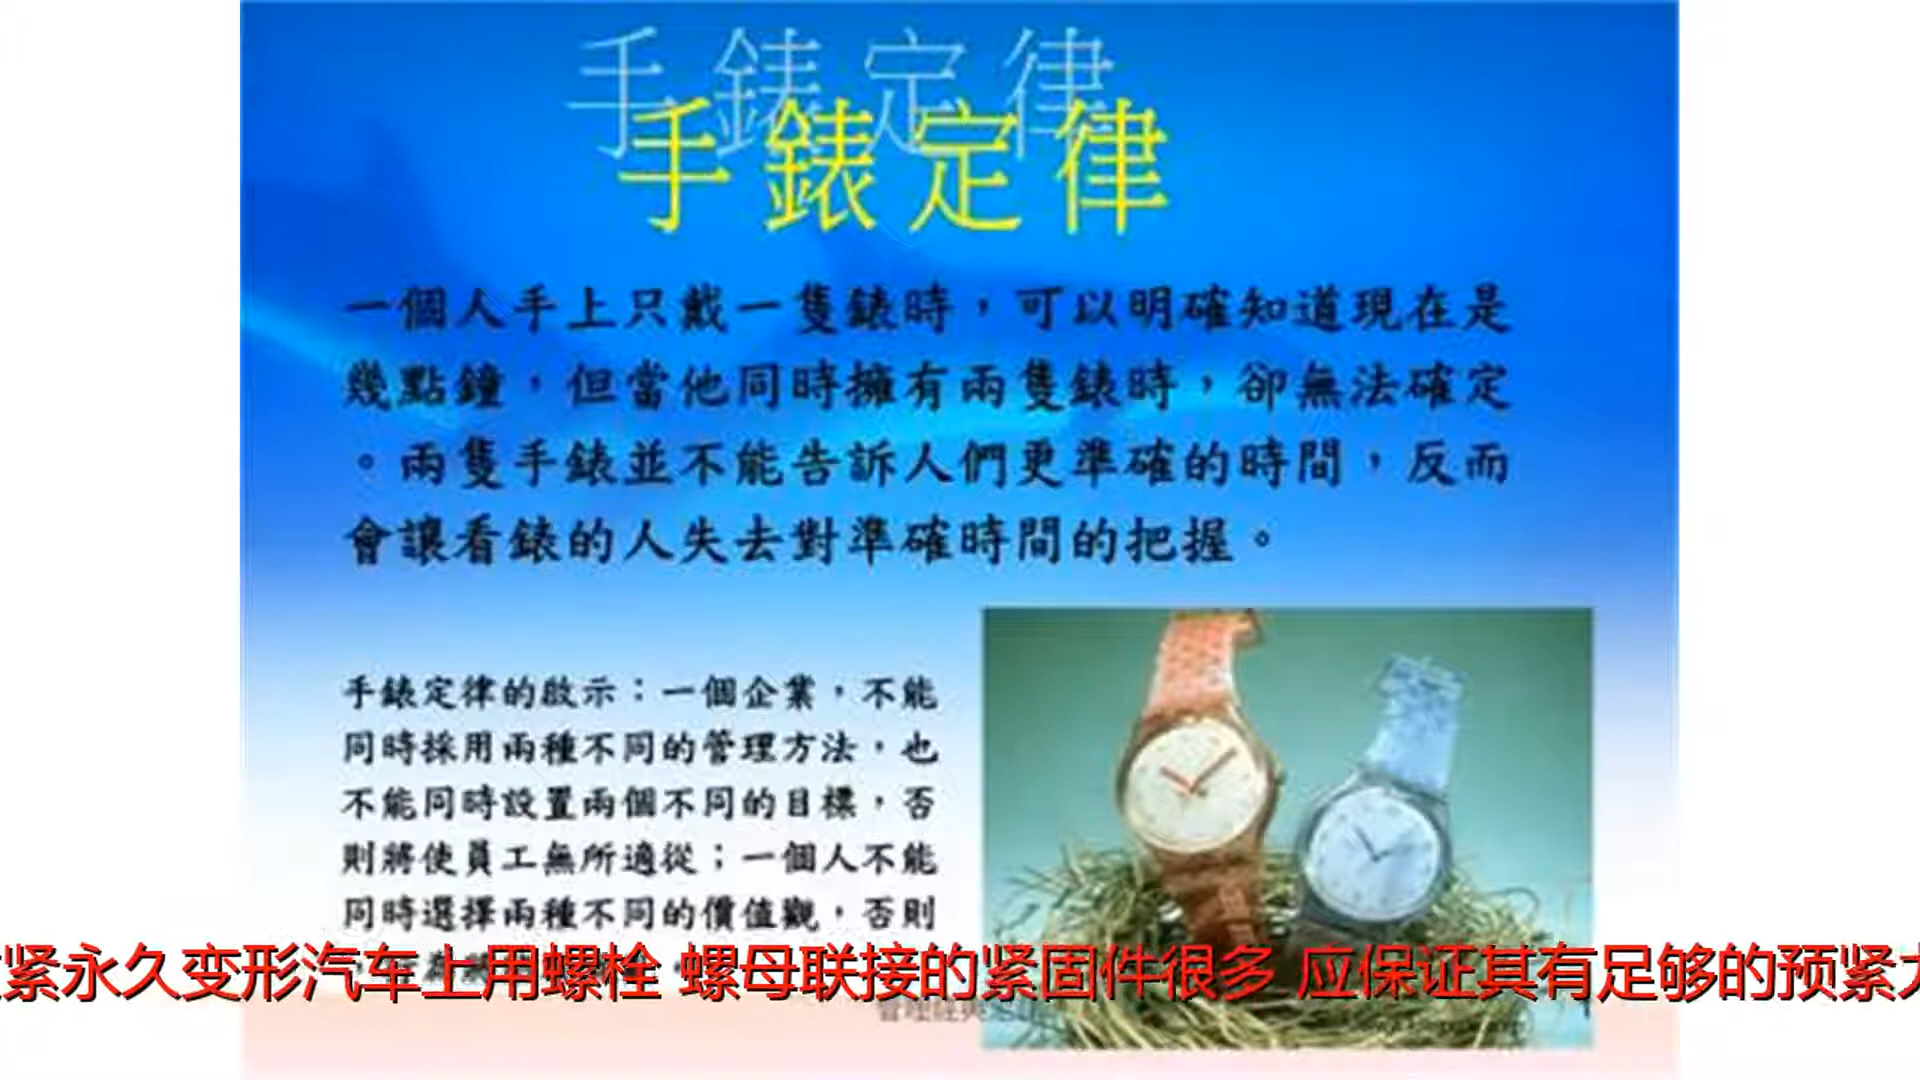 手錶定律
手錶定律
一個人手上只戴一隻錶時，可以明確知道現在是
幾點鐘，但當他同時擁有兩隻錶時，卻無法確定
。兩隻手錶並不能告訴人們更準確的時間，反而
會讓看錶的人失去對準確時間的把握。
手錶定律的啟示：一個企業，不能
同時採用兩種不同的管理方法，也
不能同時設置兩個不同的目標，否
則將使員工無所適從；一個人不能
同時選擇兩種不同的價值觀，否則
紧永久变形汽车上用螺栓 螺母联接的紧固件很多 应保证其有足够的预紧力